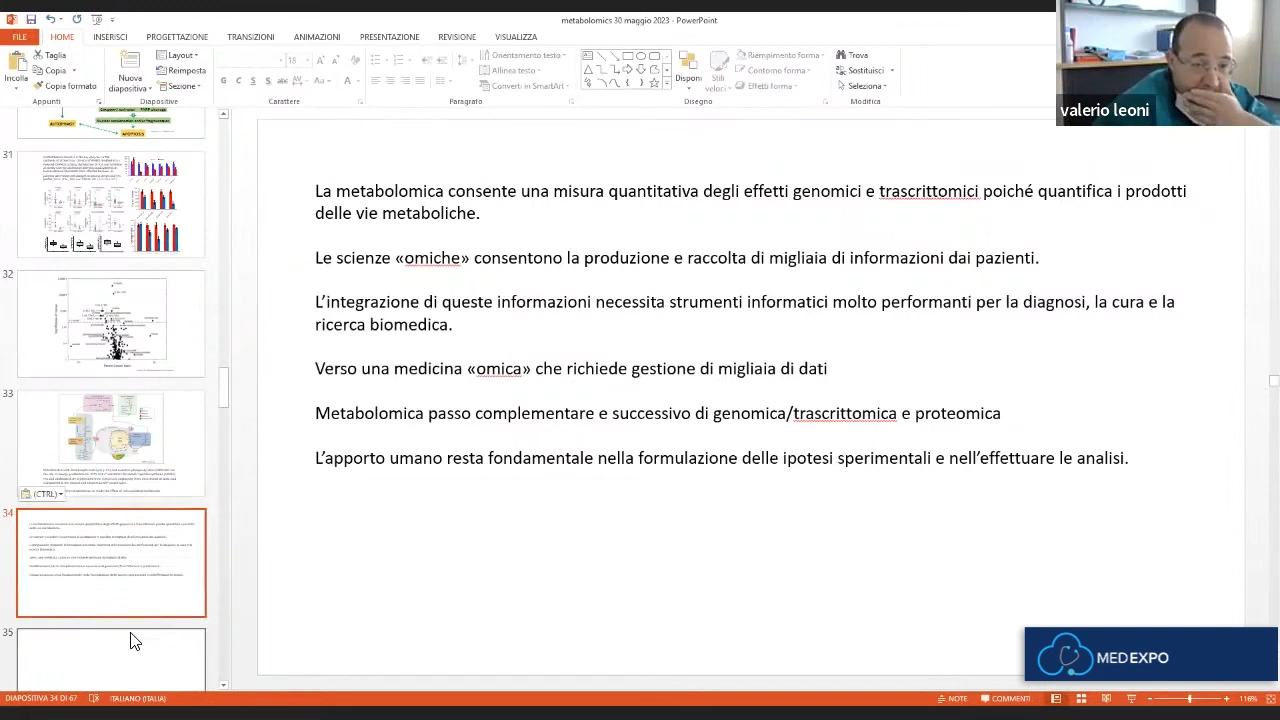 metabolomics 30 maggio 2023 - PowerPoint
FILE HOME INSERISCI PROGETTAZIONE TRANSIZIONI ANIMAZIONI PRESENTAZIONE REVISIONE VISUALIZZA
Incolla
Taglia
Copia
Copia formato
Appunti
Nuova
diapositiva
Layout
Reimposta
Sezione
Diapositive
18
G C S S abc AV Aa A
Carattere
Orientamento testo
Allinea testo
Converti in SmartArt
Paragrafo
Disponi
Stili
veloci
Riempimento forma
Contorno forma
Effetti forma
Disegno
Trova
Sostituisci
Seleziona
Modifica
valerio leoni
AUTOPHAGY
APOPTOSIS
31
32
33
(CTRL)
34
35
La metabolomica consente una misura quantitativa degli effetti genomici e trascrittomici poiché quantifica i prodotti
delle vie metaboliche.
Le scienze «omiche» consentono la produzione e raccolta di migliaia di informazioni dai pazienti.
L’integrazione di queste informazioni necessita strumenti informatici molto performanti per la diagnosi, la cura e la
ricerca biomedica.
Verso una medicina «omica» che richiede gestione di migliaia di dati
Metabolomica passo complementare e successivo di genomica/trascrittomica e proteomica
L’apporto umano resta fondamentale nella formulazione delle ipotesi sperimentali e nell’effettuare le analisi.
MEDEXPO
DIAPOSITIVA 34 DI 67 ITALIANO (ITALIA)
NOTE COMMENTI 116%